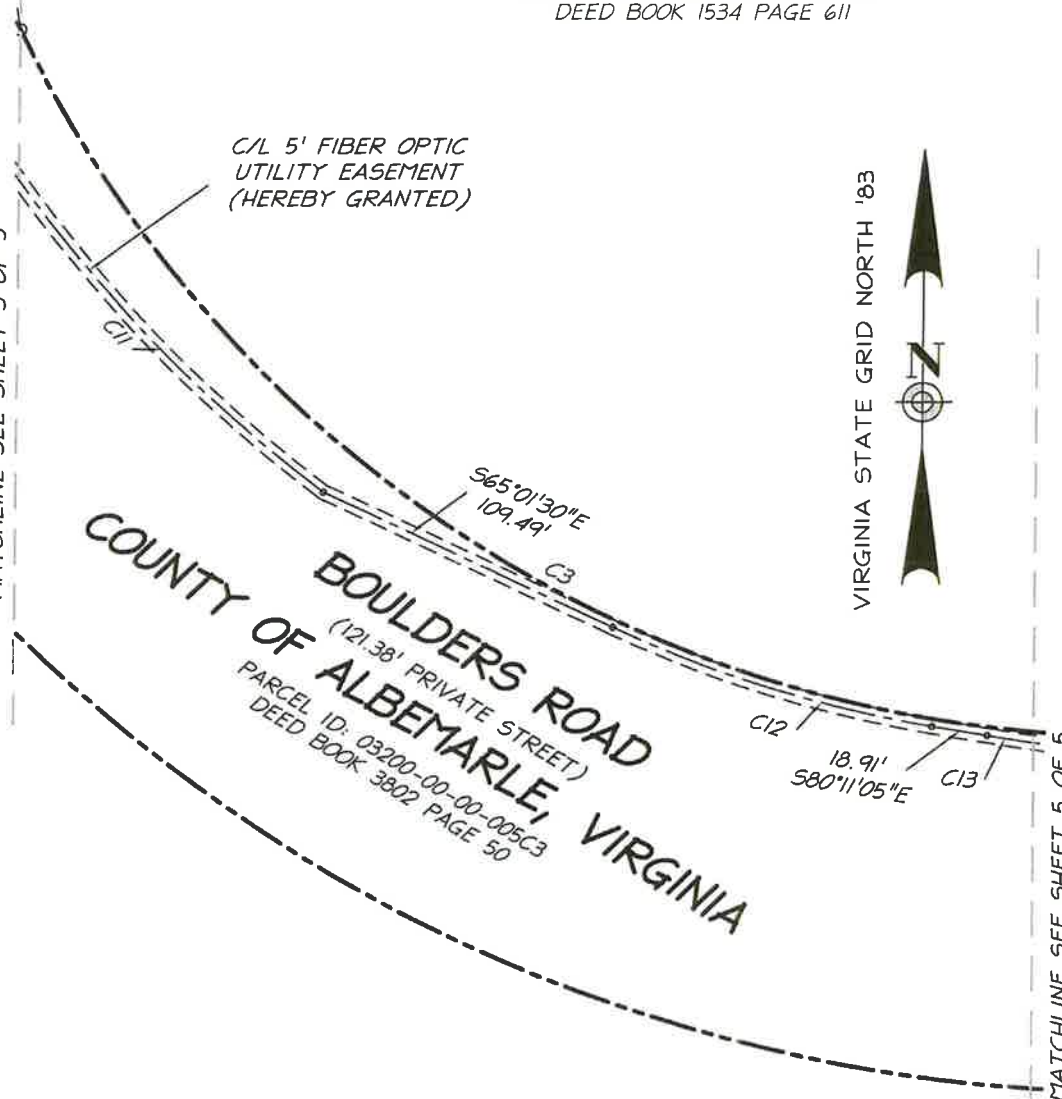 DEED BOOK 1534 PAGE 611
C/L 5' FIBER OPTIC
UTILITY EASEMENT
(HEREBY GRANTED)
VIRGINIA STATE GRID NORTH '83
N
C11
S65°01'30"E
109.49'
C3
BOULDERS ROAD
(121.38' PRIVATE STREET)
COUNTY OF ALBEMARLE, VIRGINIA
PARCEL ID: 03200-00-00-005C3
DEED BOOK 3802 PAGE 50
C12
18.91'
S80°11'05"E
C13
MATCHLINE SEE SHEET 5 OF 5